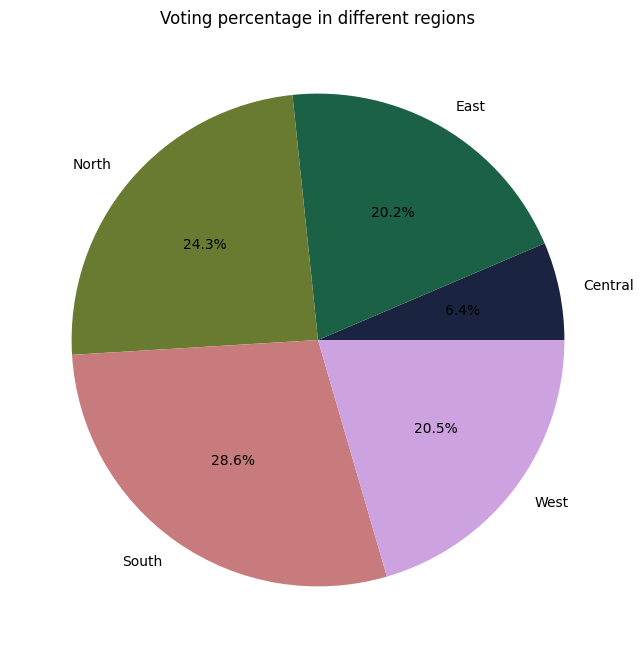 Voting percentage in different regions
East
North
20.2%
24.3%
Central
6.4%
20.5%
28.6%
West
South